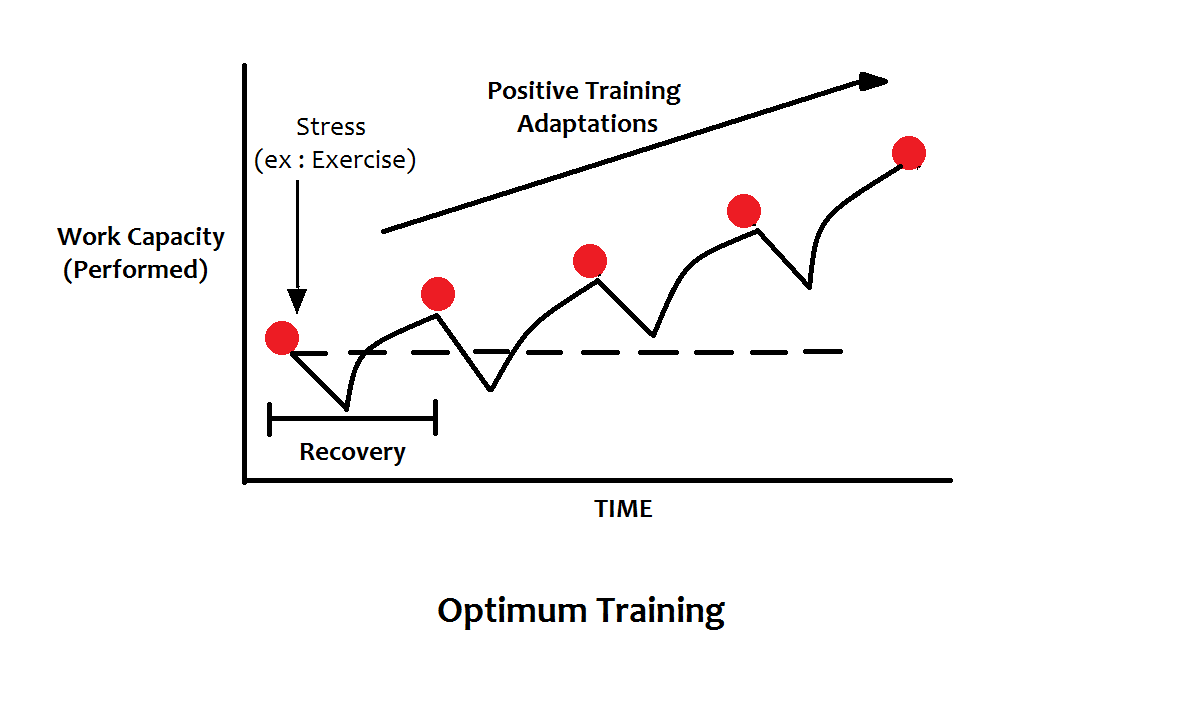 Positive Training
Adaptations
Stress
(ex : Exercise)
Work Capacity
(Performed)
Recovery
TIME
Optimum Training